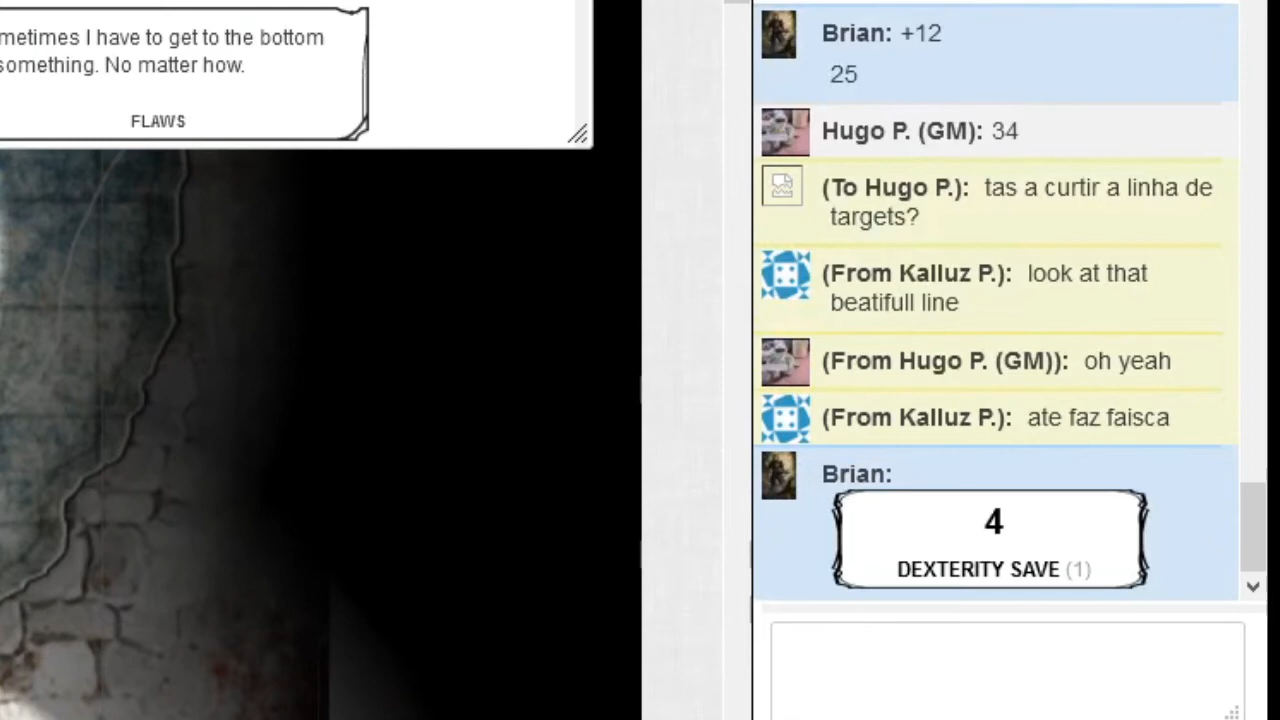 metimes I have to get to the bottom
something. No matter how.
FLAWS
Brian: +12
25
Hugo P. (GM): 34
(To Hugo P.): tas a curtir a linha de
targets?
(From Kalluz P.): look at that
beatifull line
(From Hugo P. (GM)): oh yeah
(From Kalluz P.): ate faz faisca
Brian:
4
DEXTERITY SAVE (1)